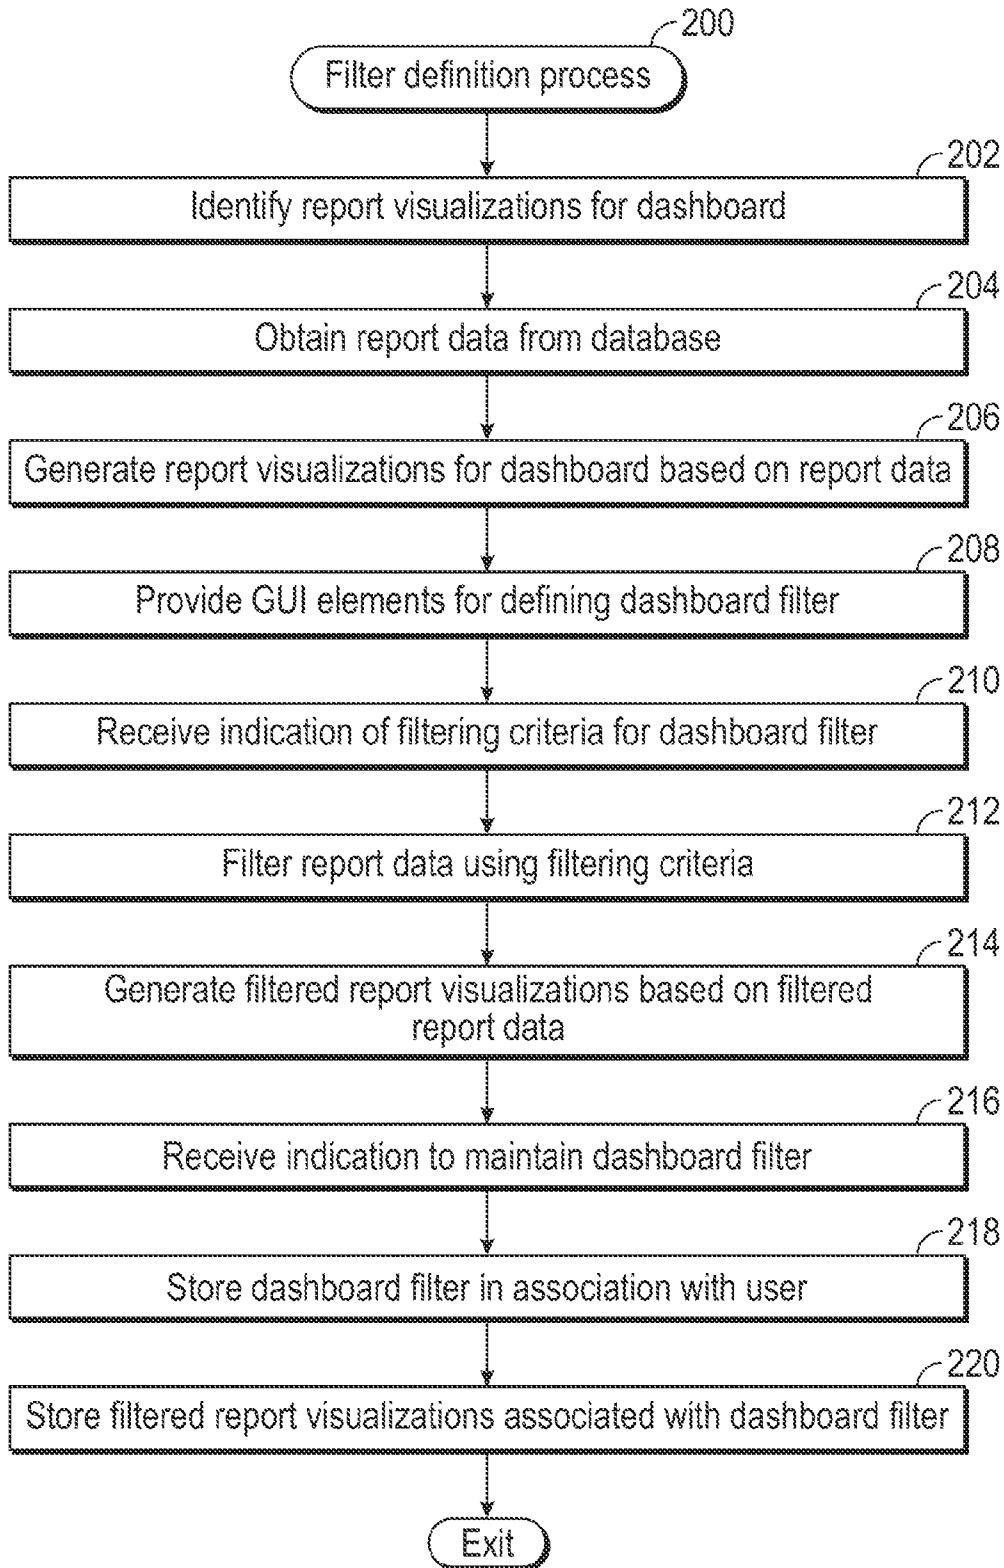 200
Filter definition process
202
Identify report visualizations for dashboard
204
Obtain report data from database
206
Generate report visualizations for dashboard based on report data
208
Provide GUI elements for defining dashboard filter
210
Receive indication of filtering criteria for dashboard filter
212
Filter report data using filtering criteria
214
Generate filtered report visualizations based on filtered
report data
216
Receive indication to maintain dashboard filter
218
Store dashboard filter in association with user
220
Store filtered report visualizations associated with dashboard filter
Exit